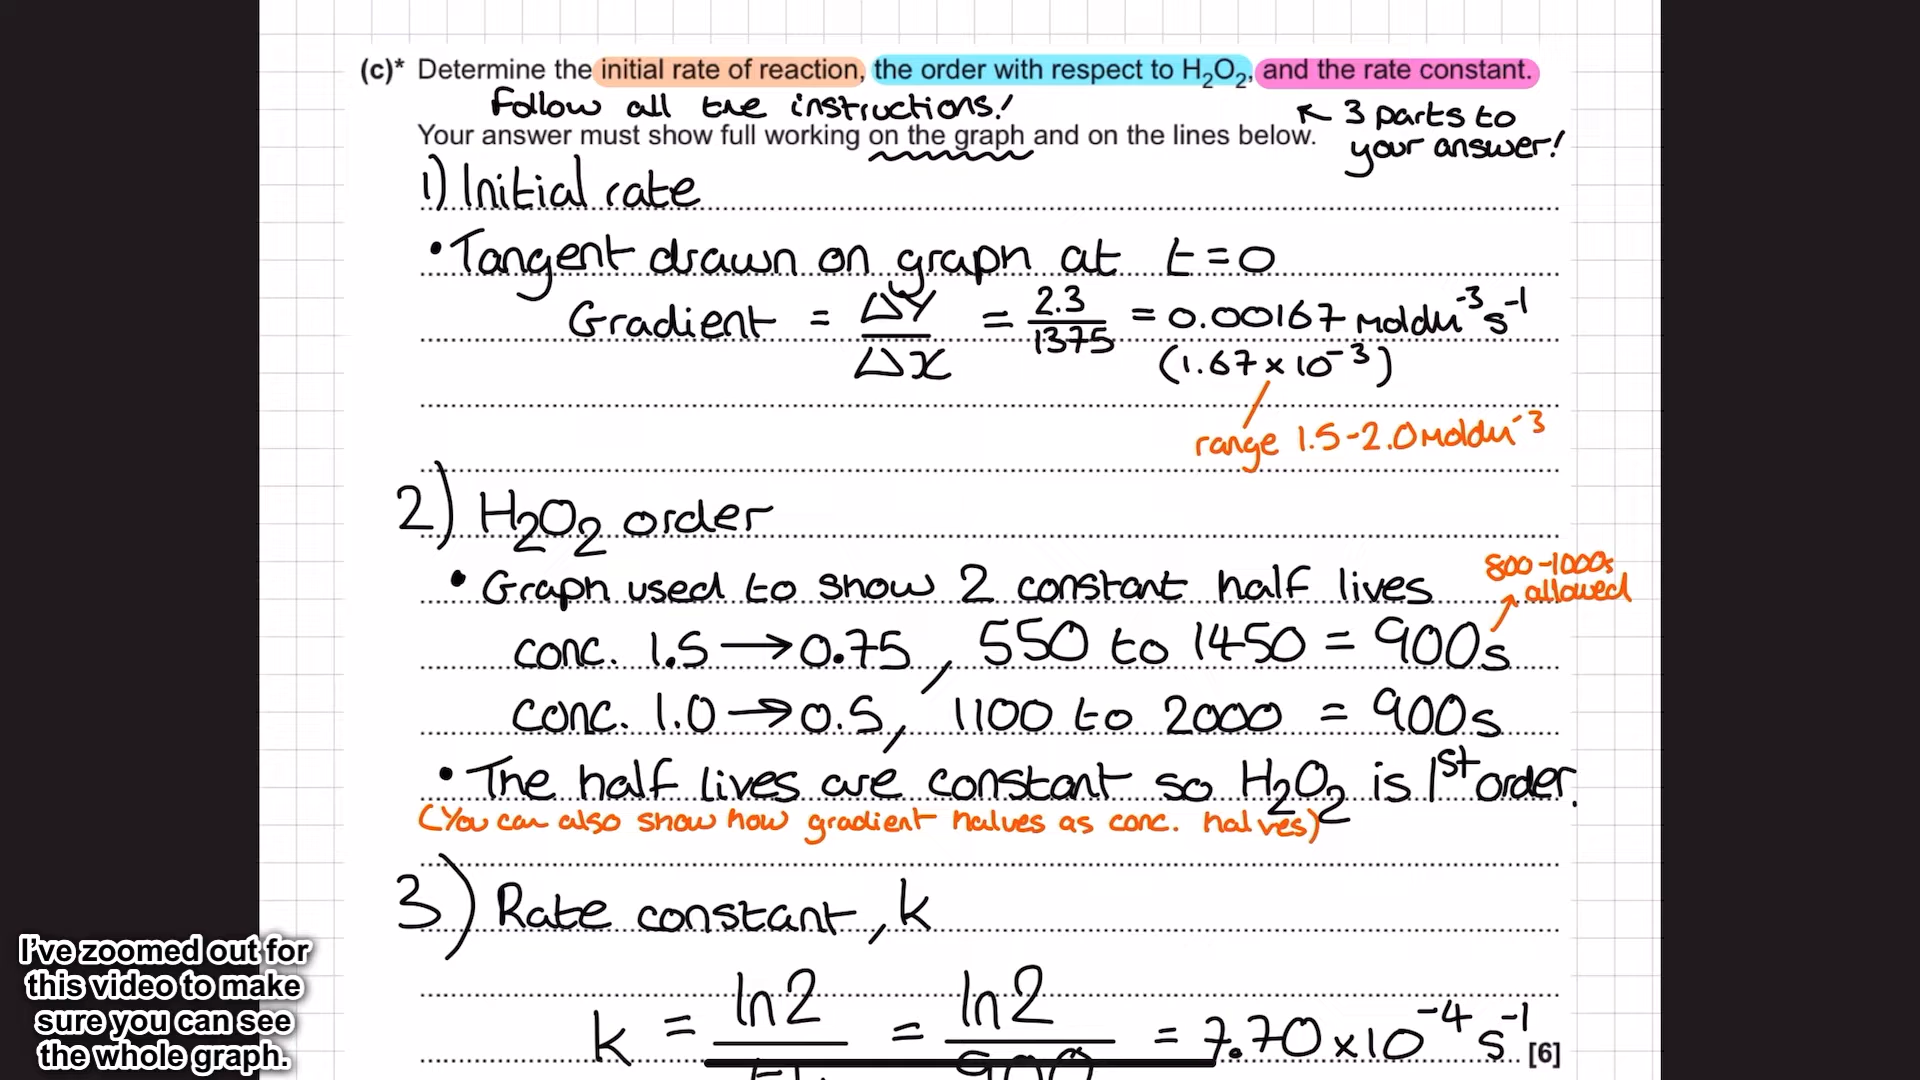 (c)* Determine the initial rate of reaction, the order with respect to H₂O₂, and the rate constant.
Follow all the instructions!
↖ 3 parts to
your answer!
Your answer must show full working on the graph and on the lines below.
1) Initial rate
• Tangent drawn on graph at t = 0
Gradient = ΔY/Δx = 2.3/1375 = 0.00167 moldm⁻³s⁻¹
(1.67 × 10⁻³)
range 1.5-2.0 moldm⁻³
2) H₂O₂ order
• Graph used to show 2 constant half lives
800-1000s
allowed
conc. 1.5 → 0.75, 550 to 1450 = 900s
conc. 1.0 → 0.5, 1100 to 2000 = 900s
• The half lives are constant so H₂O₂ is 1st order.
(You can also show how gradient halves as conc. halves)
3) Rate constant, k
k = ln2/ = ln2/900 = 7.70 × 10⁻⁴ s⁻¹ [6]
I've zoomed out for
this video to make
sure you can see
the whole graph.